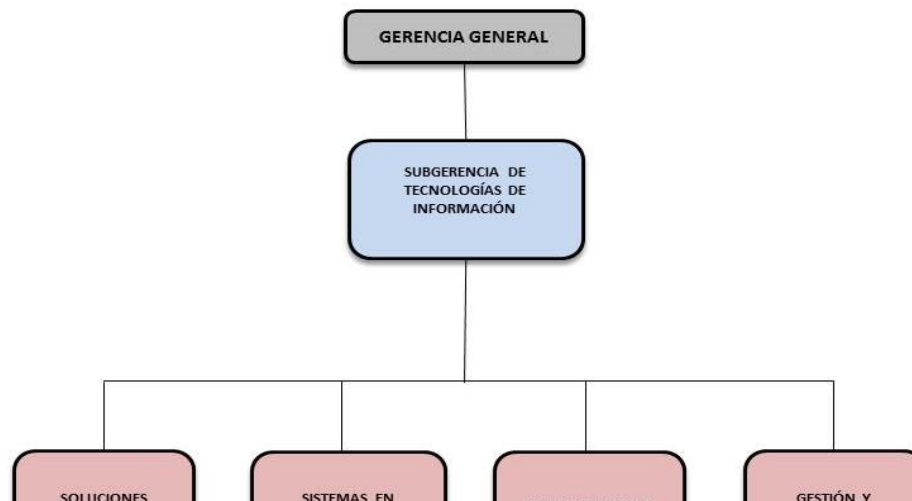 GERENCIA GENERAL
SUBGERENCIA DE
TECNOLOGÍAS DE
INFORMACIÓN
SOLUCIONES
SISTEMAS EN
GESTIÓN Y